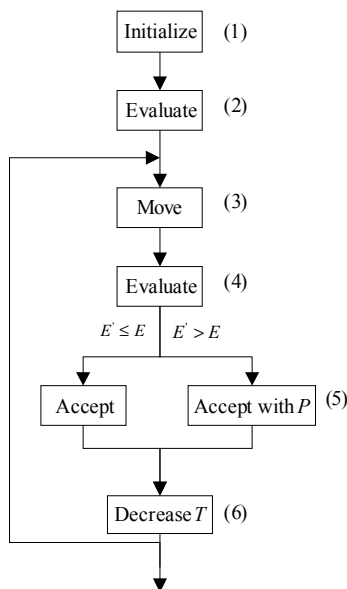 Initialize (1)
Evaluate (2)
Move (3)
Evaluate (4)
E' ≤ E E' > E
Accept Accept with P (5)
Decrease T (6)